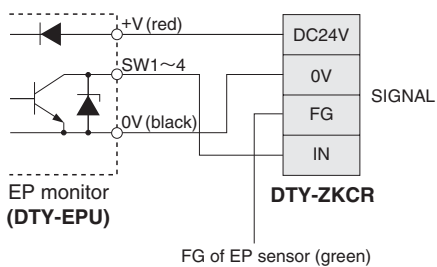 +V (red)
DC24V
SW1～4
0V
SIGNAL
FG
0V (black)
IN
EP monitor
(DTY-EPU)
DTY-ZKCR
FG of EP sensor (green)